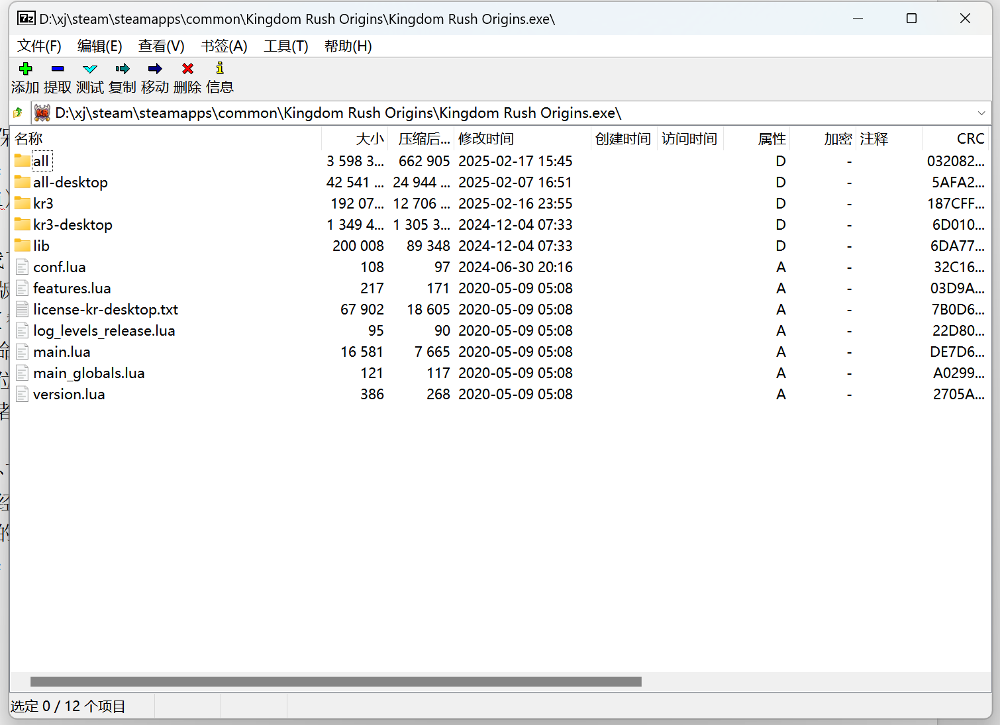 D:\xj\steam\steamapps\common\Kingdom Rush Origins\Kingdom Rush Origins.exe\
文件(F) 编辑(E) 查看(V) 书签(A) 工具(T) 帮助(H)
添加 提取 测试 复制 移动 删除 信息
D:\xj\steam\steamapps\common\Kingdom Rush Origins\Kingdom Rush Origins.exe\
名称 大小 压缩后... 修改时间 创建时间 访问时间 属性 加密 注释 CRC
all 3 598 3... 662 905 2025-02-17 15:45 D - 032082...
all-desktop 42 541 ... 24 944 ... 2025-02-07 16:51 D - 5AFA2...
kr3 192 07... 12 706 ... 2025-02-16 23:55 D - 187CFF...
kr3-desktop 1 349 4... 1 305 3... 2024-12-04 07:33 D - 6D010...
lib 200 008 89 348 2024-12-04 07:33 D - 6DA77...
conf.lua 108 97 2024-06-30 20:16 A - 32C16...
features.lua 217 171 2020-05-09 05:08 A - 03D9A...
license-kr-desktop.txt 67 902 18 605 2020-05-09 05:08 A - 7B0D6...
log_levels_release.lua 95 90 2020-05-09 05:08 A - 22D80...
main.lua 16 581 7 665 2020-05-09 05:08 A - DE7D6...
main_globals.lua 121 117 2020-05-09 05:08 A - A0299...
version.lua 386 268 2020-05-09 05:08 A - 2705A...
选定 0 / 12 个项目